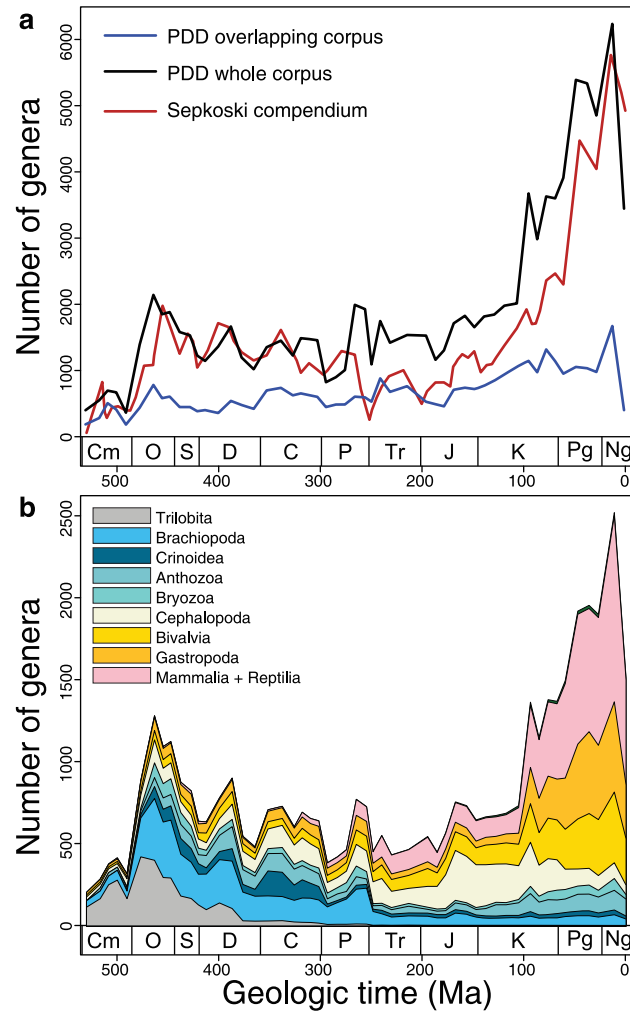 a
PDD overlapping corpus
PDD whole corpus
Sepkoski compendium
Number of genera
6000
5000
4000
3000
2000
1000
0
Cm O S D C P Tr J K Pg Ng
500 400 300 200 100 0
b
Trilobita
Brachiopoda
Crinoidea
Anthozoa
Bryozoa
Cephalopoda
Bivalvia
Gastropoda
Mammalia + Reptilia
Number of genera
2500
2000
1500
1000
500
0
Cm O S D C P Tr J K Pg Ng
500 400 300 200 100 0
Geologic time (Ma)